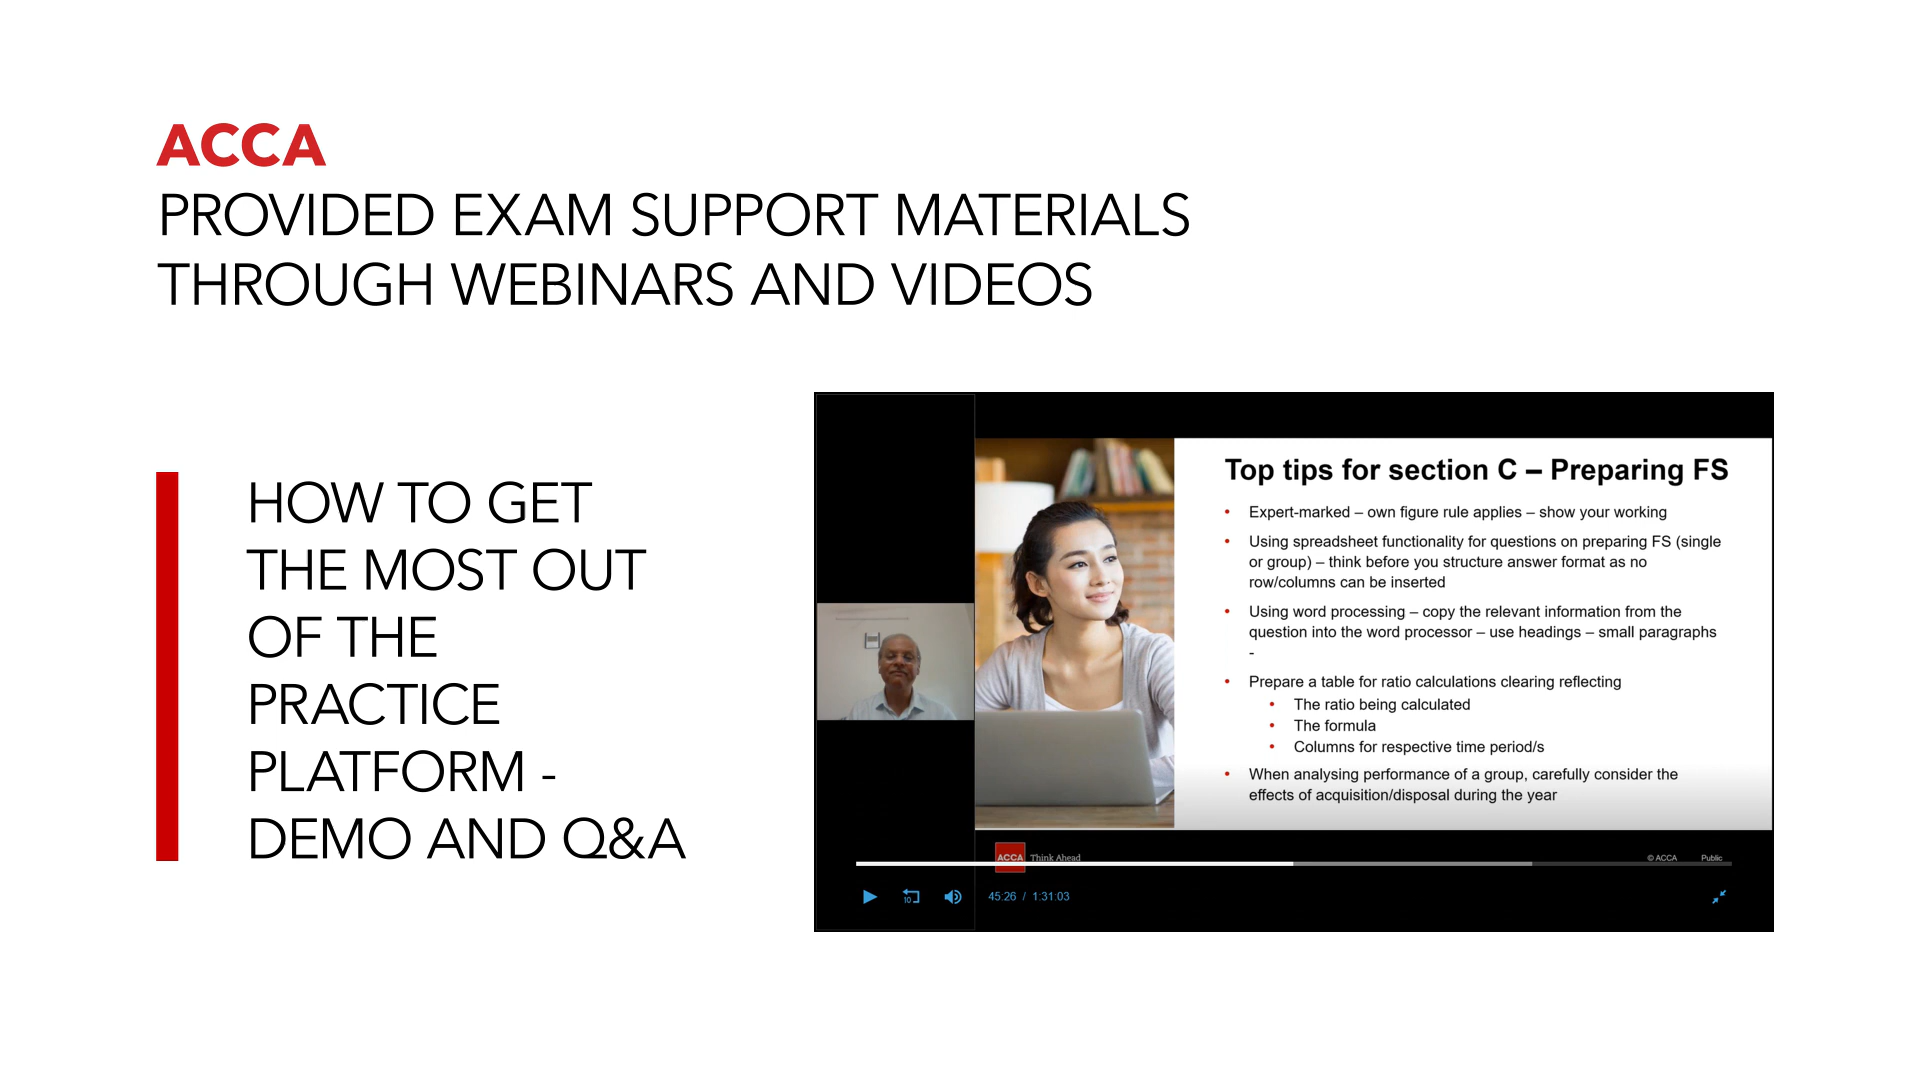 ACCA
PROVIDED EXAM SUPPORT MATERIALS
THROUGH WEBINARS AND VIDEOS
HOW TO GET
THE MOST OUT
OF THE
PRACTICE
PLATFORM -
DEMO AND Q&A
Top tips for section C – Preparing FS
• Expert-marked – own figure rule applies – show your working
• Using spreadsheet functionality for questions on preparing FS (single
or group) – think before you structure answer format as no
row/columns can be inserted
• Using word processing – copy the relevant information from the
question into the word processor – use headings – small paragraphs
-
• Prepare a table for ratio calculations clearing reflecting
• The ratio being calculated
• The formula
• Columns for respective time period/s
• When analysing performance of a group, carefully consider the
effects of acquisition/disposal during the year
ACCA Think Ahead
© ACCA Public
10
45:26 / 1:31:03